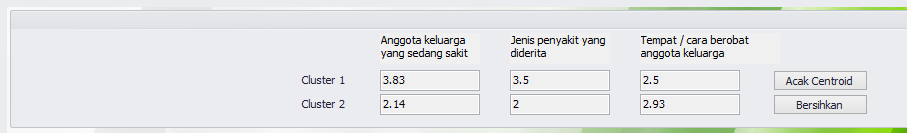 Anggota keluarga yang sedang sakit
Jenis penyakit yang diderita
Tempat / cara berobat anggota keluarga
Cluster 1 3.83 3.5 2.5 Acak Centroid
Cluster 2 2.14 2 2.93 Bersihkan